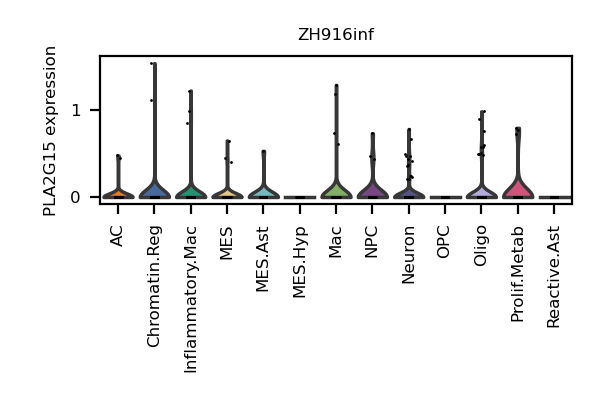 ZH916inf
PLA2G15 expression
1
0
AC
Chromatin.Reg
Inflammatory.Mac
MES
MES.Ast
MES.Hyp
Mac
NPC
Neuron
OPC
Oligo
Prolif.Metab
Reactive.Ast